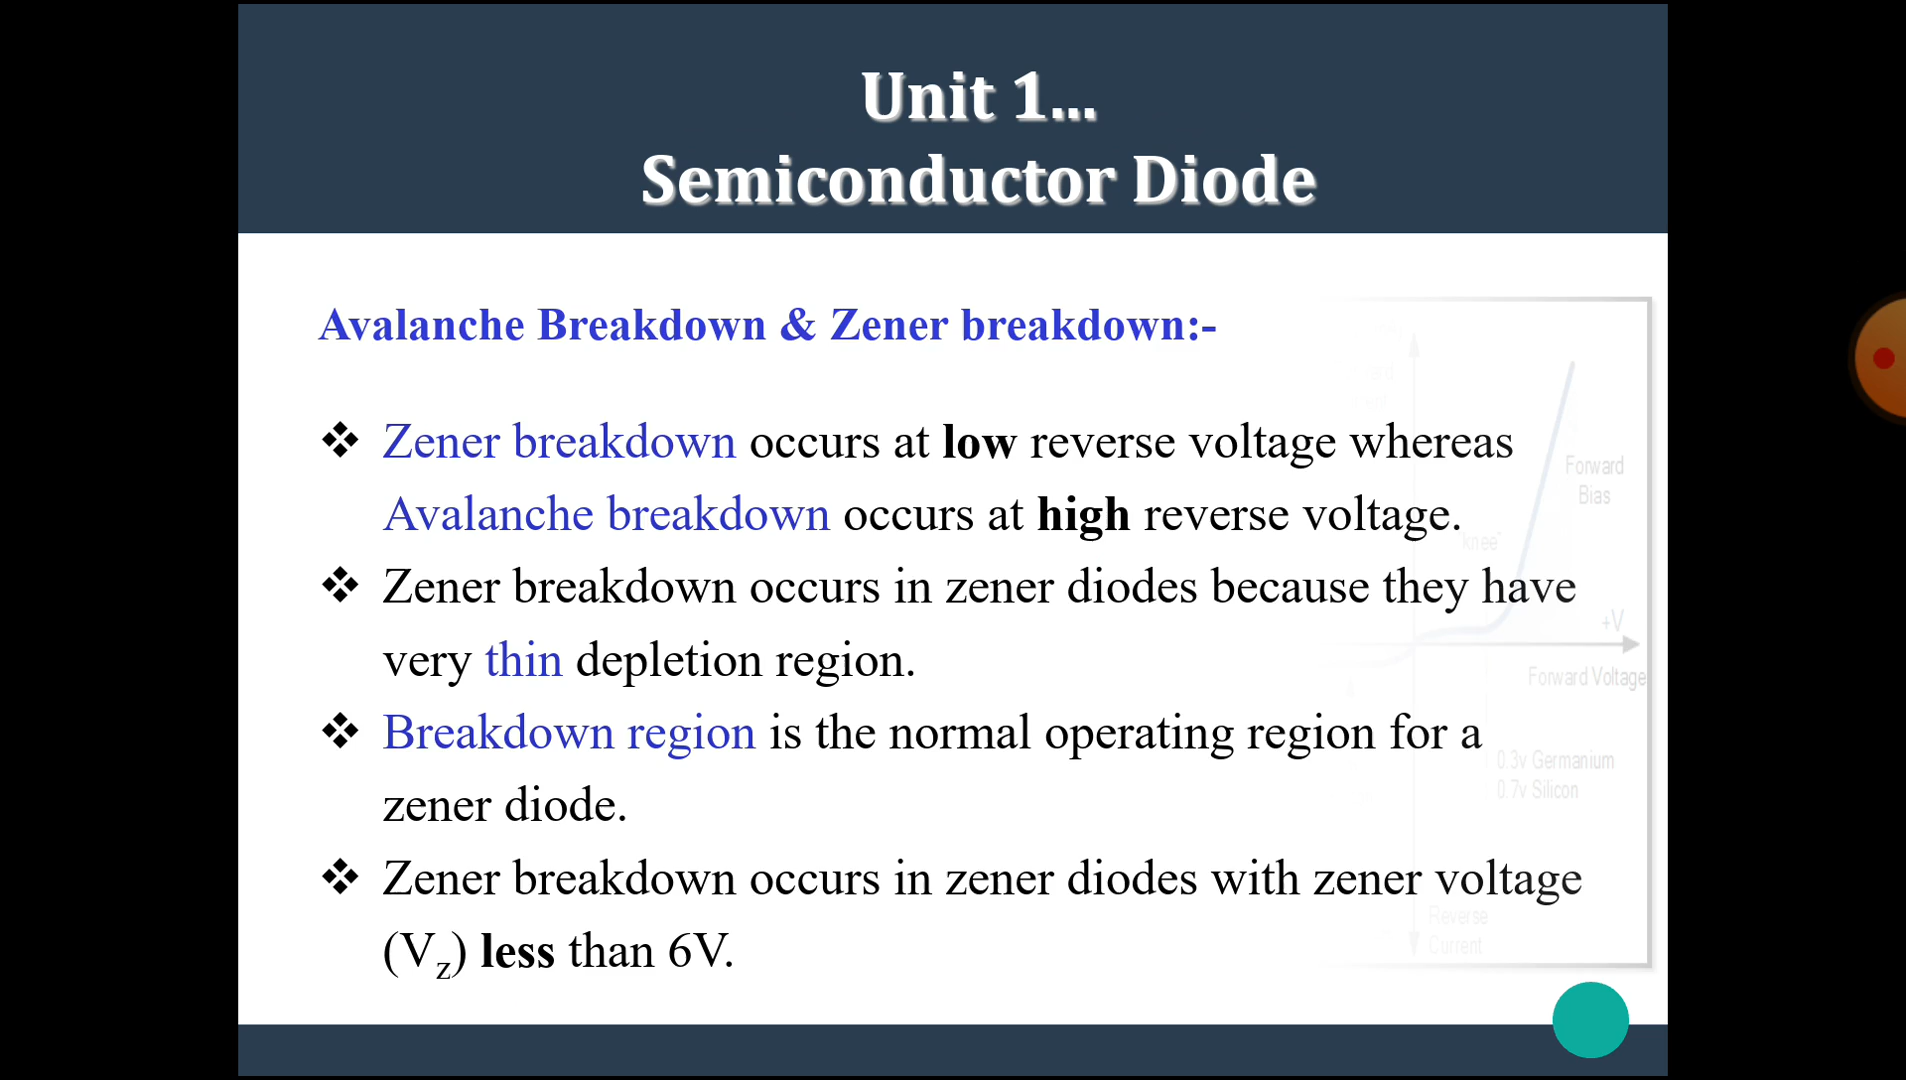 Unit 1...
Semiconductor Diode
Avalanche Breakdown & Zener breakdown:-
❖ Zener breakdown occurs at low reverse voltage whereas
Avalanche breakdown occurs at high reverse voltage.
❖ Zener breakdown occurs in zener diodes because they have
very thin depletion region.
❖ Breakdown region is the normal operating region for a
zener diode.
❖ Zener breakdown occurs in zener diodes with zener voltage
(Vz) less than 6V.
Forward
Bias
knee
+V
Forward Voltage
0.3v Germanium
0.7v Silicon
Reverse
Current